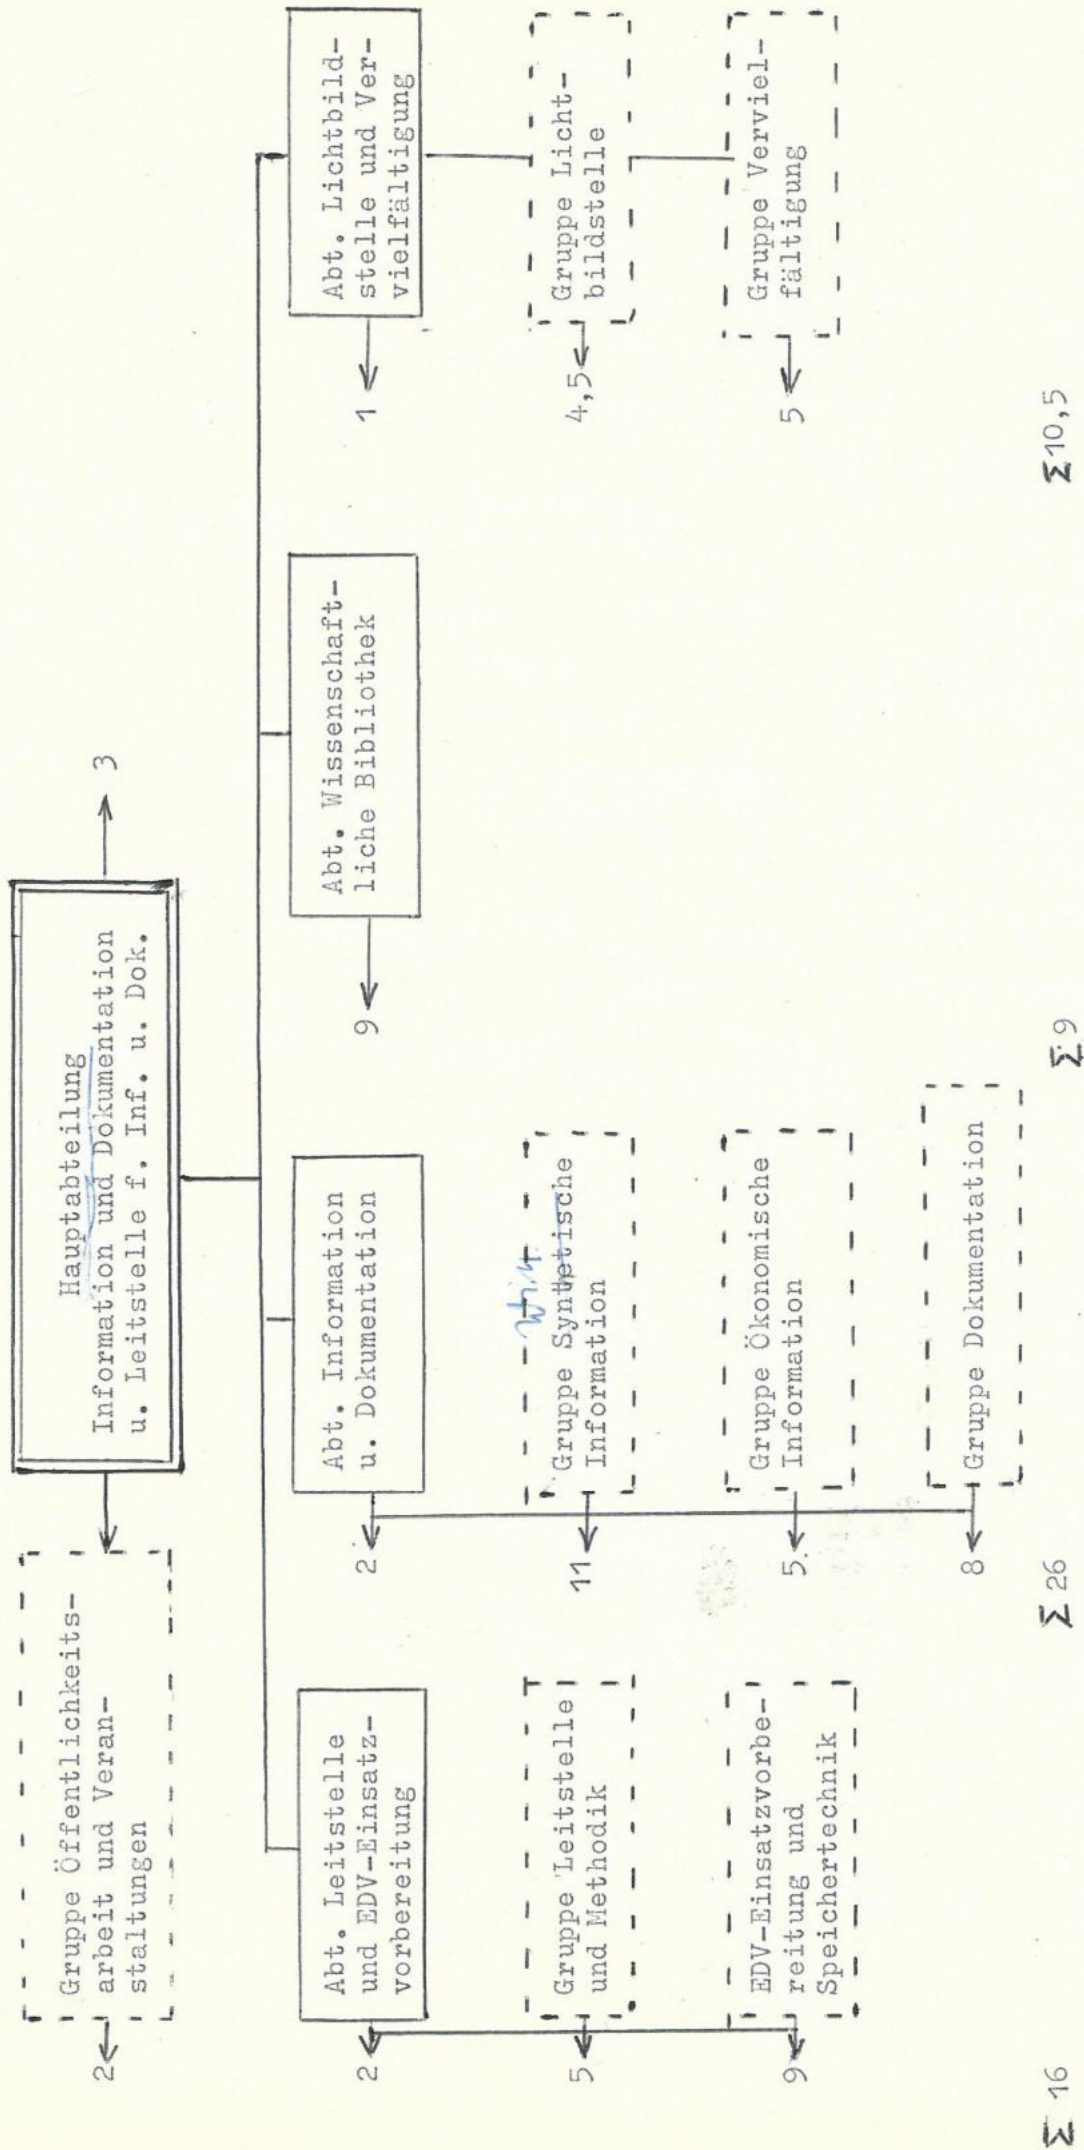 Hauptabteilung
Information und Dokumentation
u. Leitstelle f. Inf. u. Dok.
3
Gruppe Öffentlichkeits-
arbeit und Veran-
staltungen
2
Abt. Leitstelle
und EDV-Einsatz-
vorbereitung
2
Gruppe Leitstelle
und Methodik
5
EDV-Einsatzvorbe-
reitung und
Speichertechnik
9
Σ 16
Abt. Information
u. Dokumentation
2
Gruppe Synthetische
Information
11
Gruppe Ökonomische
Information
5
Gruppe Dokumentation
8
Σ 26
Abt. Wissenschaft-
liche Bibliothek
9
Σ 9
Abt. Lichtbild-
stelle und Ver-
vielfältigung
1
Gruppe Licht-
bildstelle
4,5
Gruppe Verviel-
fältigung
5
Σ 10,5